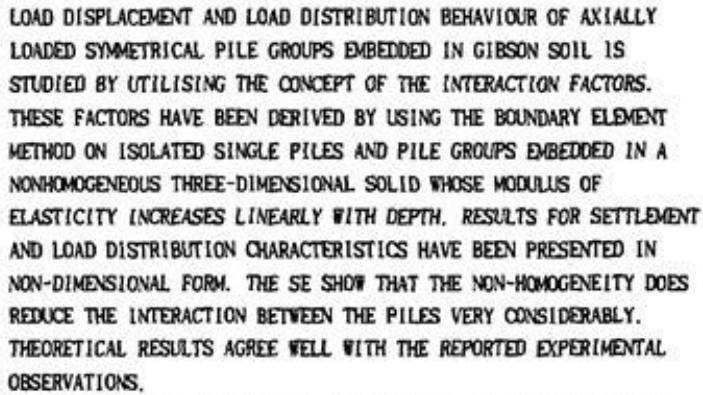 LOAD DISPLACEMENT AND LOAD DISTRIBUTION BEHAVIOUR OF AXIALLY
LOADED SYMMETRICAL PILE GROUPS EMBEDDED IN GIBSON SOIL IS
STUDIED BY UTILISING THE CONCEPT OF THE INTERACTION FACTORS.
THESE FACTORS HAVE BEEN DERIVED BY USING THE BOUNDARY ELEMENT
METHOD ON ISOLATED SINGLE PILES AND PILE GROUPS EMBEDDED IN A
NONHOMOGENEOUS THREE-DIMENSIONAL SOLID WHOSE MODULUS OF
ELASTICITY INCREASES LINEARLY WITH DEPTH. RESULTS FOR SETTLEMENT
AND LOAD DISTRIBUTION CHARACTERISTICS HAVE BEEN PRESENTED IN
NON-DIMENSIONAL FORM. THE SE SHOW THAT THE NON-HOMOGENEITY DOES
REDUCE THE INTERACTION BETWEEN THE PILES VERY CONSIDERABLY.
THEORETICAL RESULTS AGREE WELL WITH THE REPORTED EXPERIMENTAL
OBSERVATIONS.